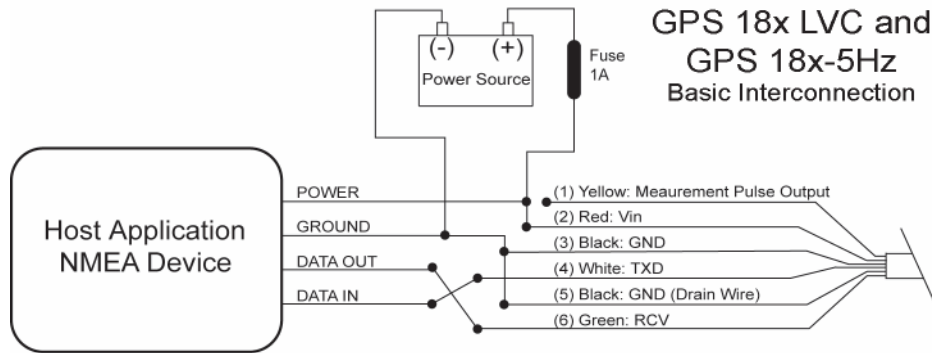 GPS 18x LVC and
GPS 18x-5Hz
Basic Interconnection
(-) (+)
Power Source
Fuse
1A
Host Application
NMEA Device
POWER
GROUND
DATA OUT
DATA IN
(1) Yellow: Meaurement Pulse Output
(2) Red: Vin
(3) Black: GND
(4) White: TXD
(5) Black: GND (Drain Wire)
(6) Green: RCV